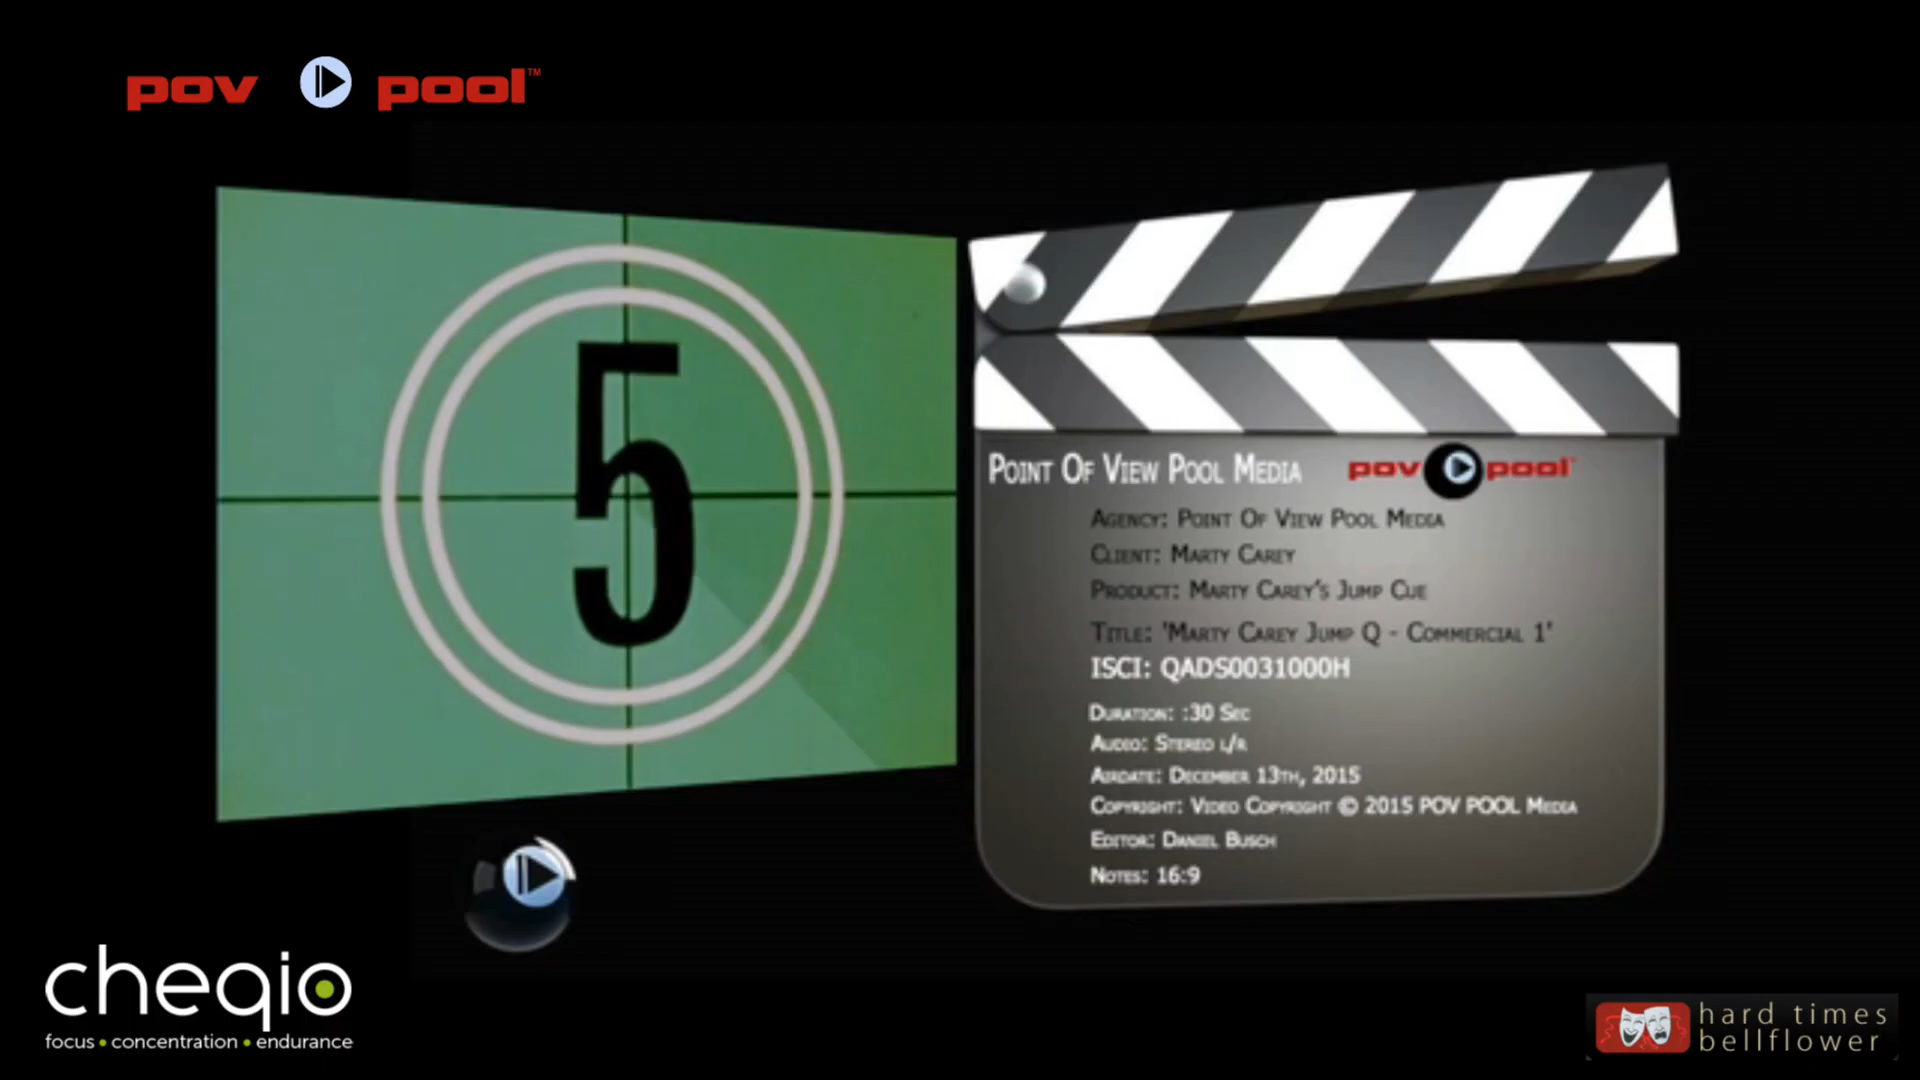 pov pool™
5
Point Of View Pool Media pov pool™
Agency: Point Of View Pool Media
Client: Marty Carey
Product: Marty Carey's Jump Cue
Title: 'Marty Carey Jump Q - Commercial 1'
ISCI: QADS0031000H
Duration: :30 Sec
Audio: Stereo L/R
Airdate: December 13th, 2015
Copyright: Video Copyright © 2015 POV POOL Media
Editor: Daniel Busch
Notes: 16:9
cheqio
focus • concentration • endurance
hard times
bellflower